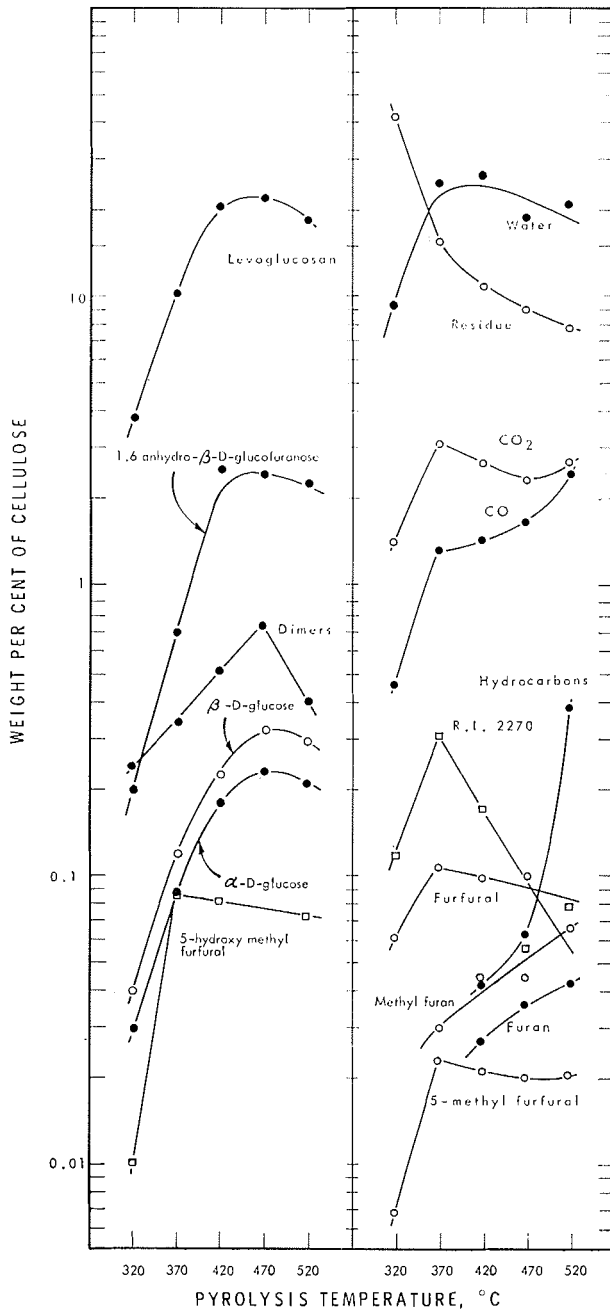 WEIGHT PER CENT OF CELLULOSE
10
1
0.1
0.01
Levoglucosan
1,6 anhydro-β-D-glucofuranose
Dimers
β-D-glucose
α-D-glucose
5-hydroxy methyl
furfural
Water
Residue
CO2
CO
Hydrocarbons
R.t. 2270
Furfural
Methyl furan
Furan
5-methyl furfural
320 370 420 470 520
320 370 420 470 520
PYROLYSIS TEMPERATURE, °C